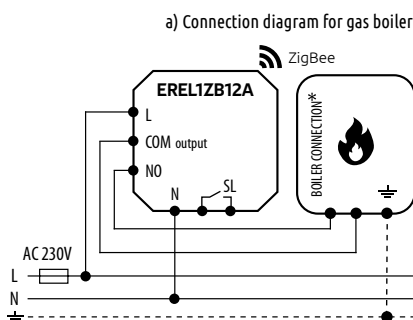 a) Connection diagram for gas boiler
ZigBee
EREL1ZB12A
L
COM output
NO
N
SL
BOILER CONNECTION*
AC 230V
L
N